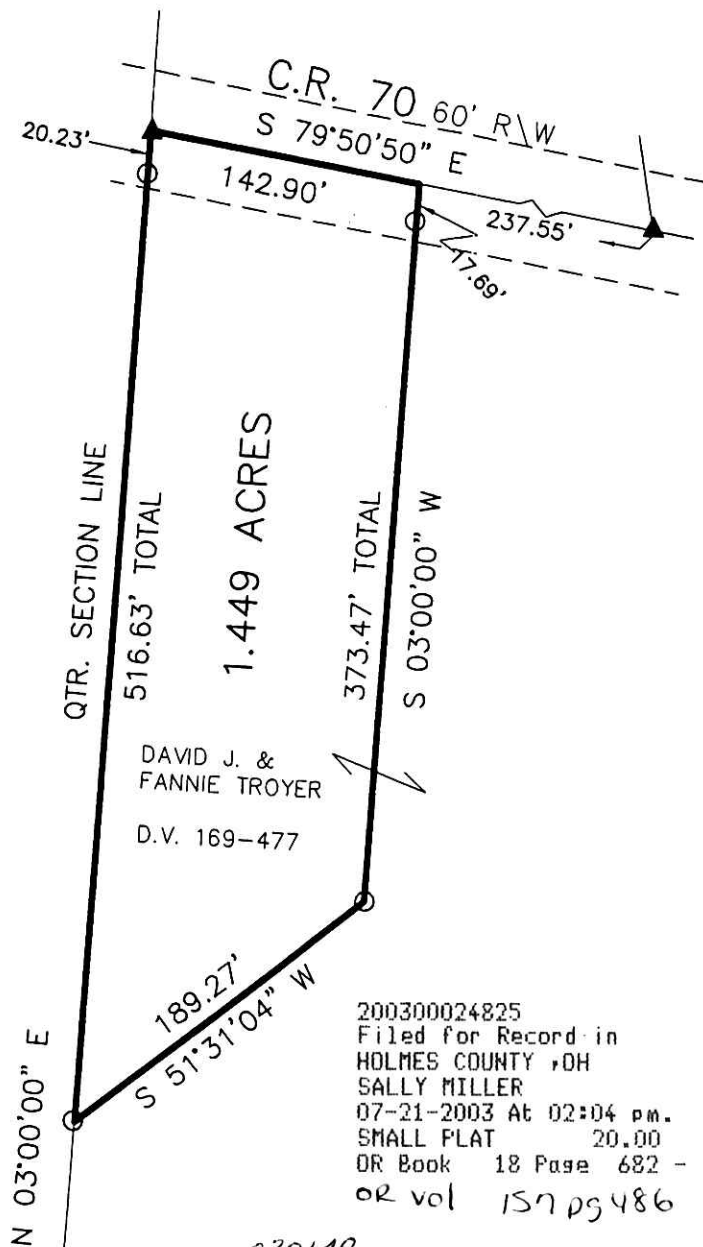 C.R. 70 60' R\W
S 79°50'50" E
20.23'
142.90'
237.55'
17.69'
QTR. SECTION LINE
516.63' TOTAL
1.449 ACRES
373.47' TOTAL
S 03°00'00" W
DAVID J. &
FANNIE TROYER
D.V. 169-477
189.27'
S 51°31'04" W
N 03°00'00" E
200300024825
Filed for Record in
HOLMES COUNTY ,OH
SALLY MILLER
07-21-2003 At 02:04 pm.
SMALL PLAT 20.00
OR Book 18 Page 682 -
OR vol 157 pg 486